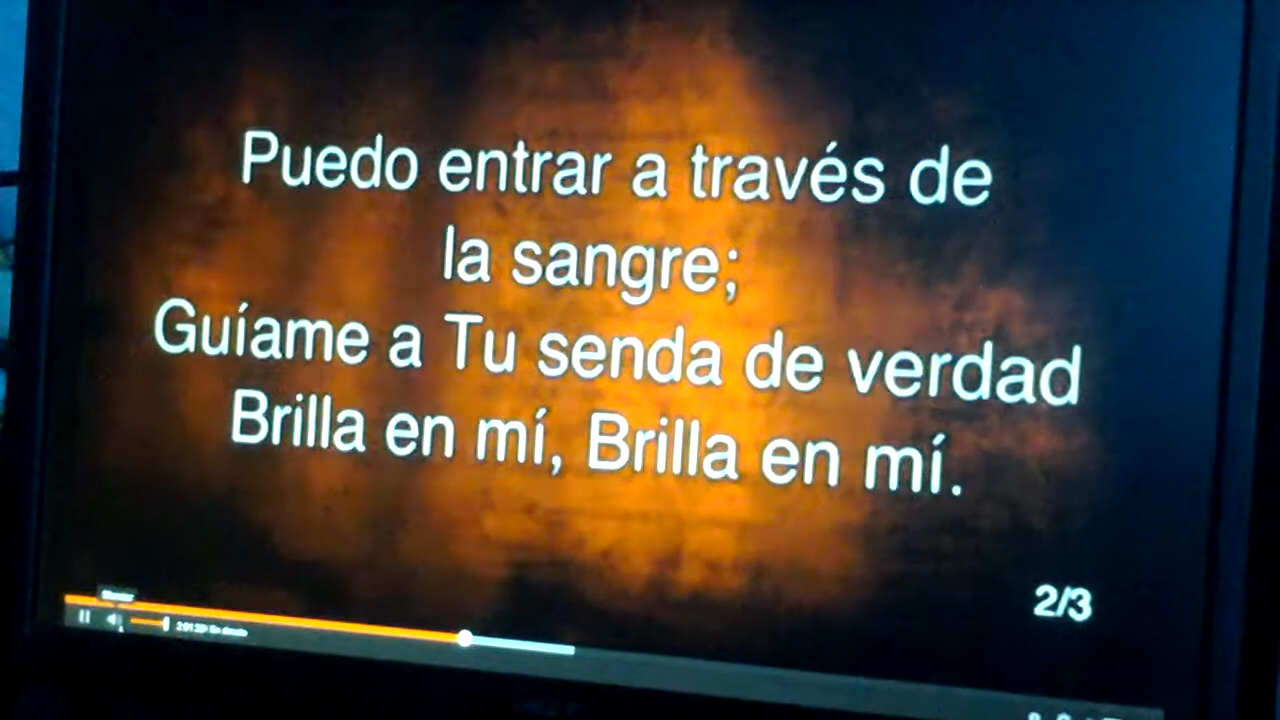 Puedo entrar a través de
la sangre;
Guíame a Tu senda de verdad
Brilla en mí, Brilla en mí.
2/3